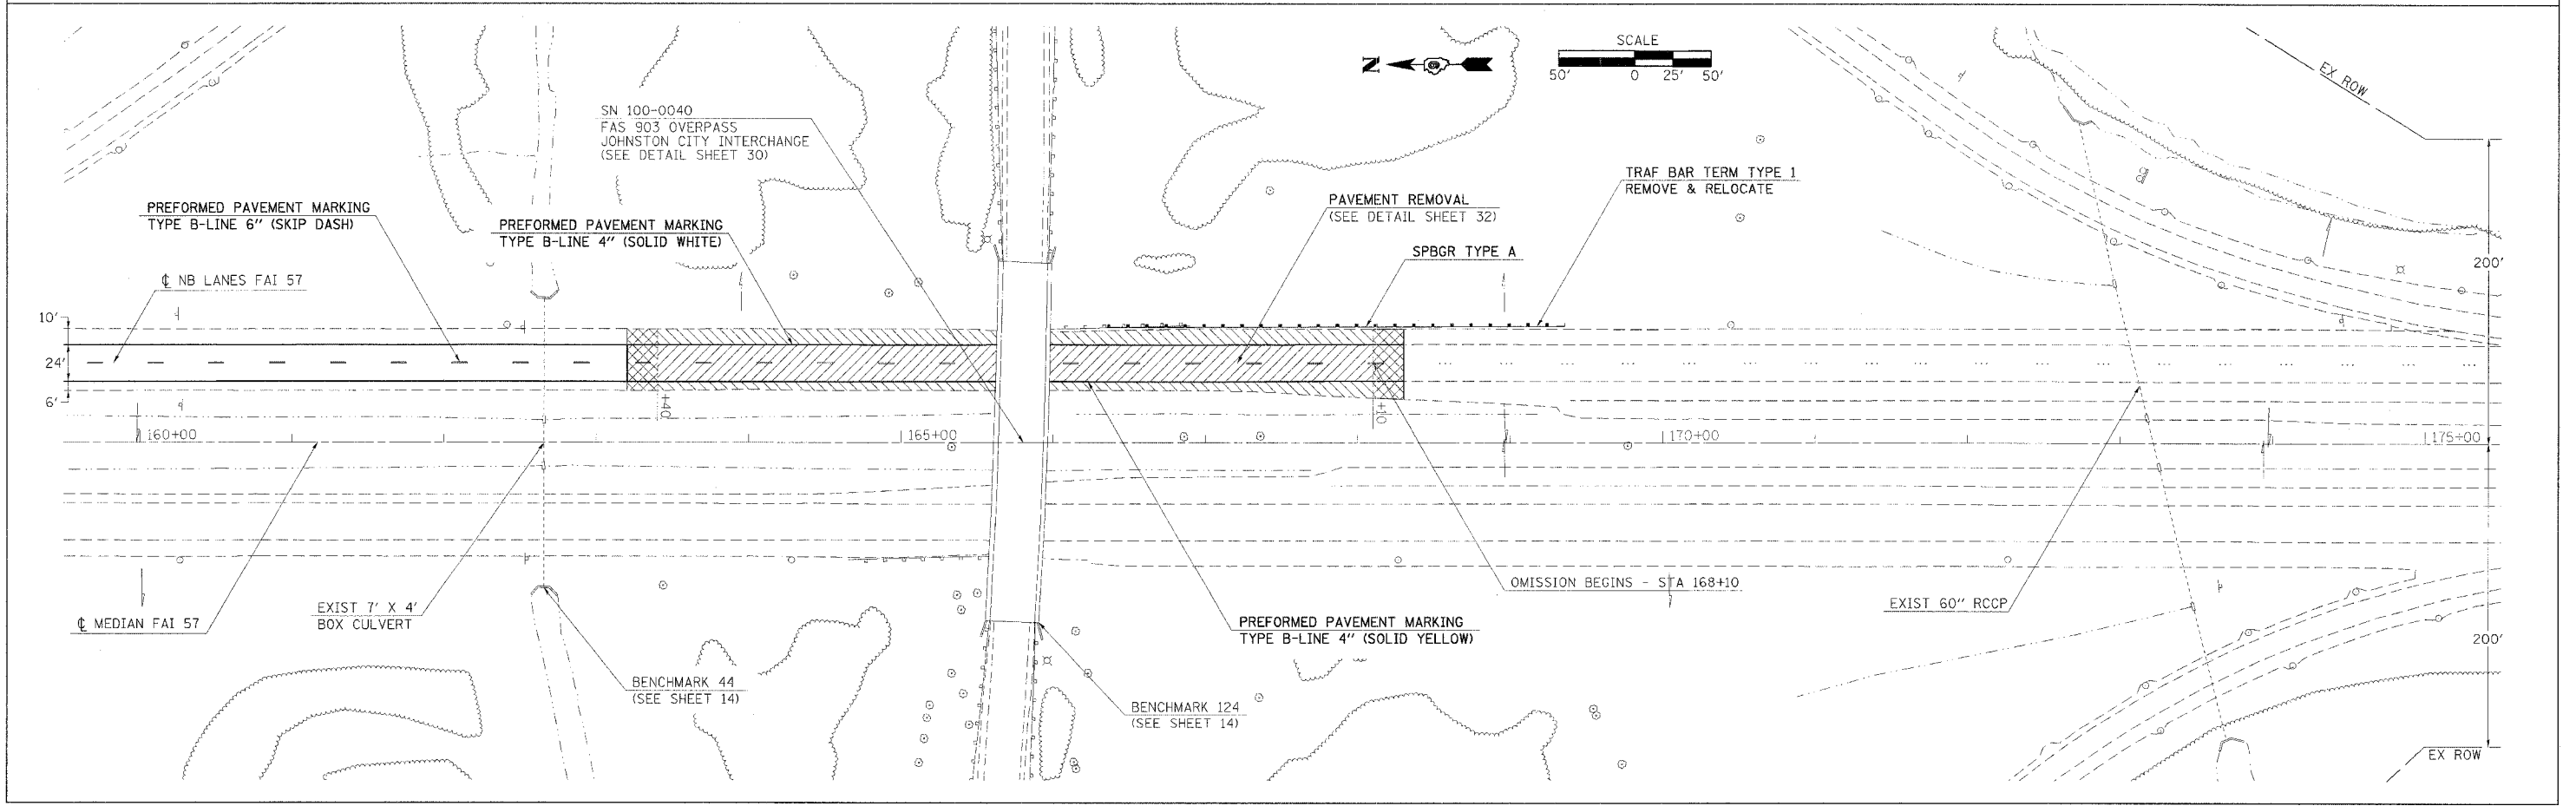 SCALE
50' 0 25' 50'
N
EX ROW
SN 100-0040
FAS 903 OVERPASS
JOHNSTON CITY INTERCHANGE
(SEE DETAIL SHEET 30)
TRAF BAR TERM TYPE 1
REMOVE & RELOCATE
PREFORMED PAVEMENT MARKING
TYPE B-LINE 6" (SKIP DASH)
PREFORMED PAVEMENT MARKING
TYPE B-LINE 4" (SOLID WHITE)
PAVEMENT REMOVAL
(SEE DETAIL SHEET 32)
SPBGR TYPE A
200'
℄ NB LANES FAI 57
10'
24'
6'
+40
+10
160+00
165+00
170+00
175+00
OMISSION BEGINS - STA 168+10
EXIST 60" RCCP
EXIST 7' X 4'
BOX CULVERT
℄ MEDIAN FAI 57
PREFORMED PAVEMENT MARKING
TYPE B-LINE 4" (SOLID YELLOW)
200'
BENCHMARK 44
(SEE SHEET 14)
BENCHMARK 124
(SEE SHEET 14)
EX ROW